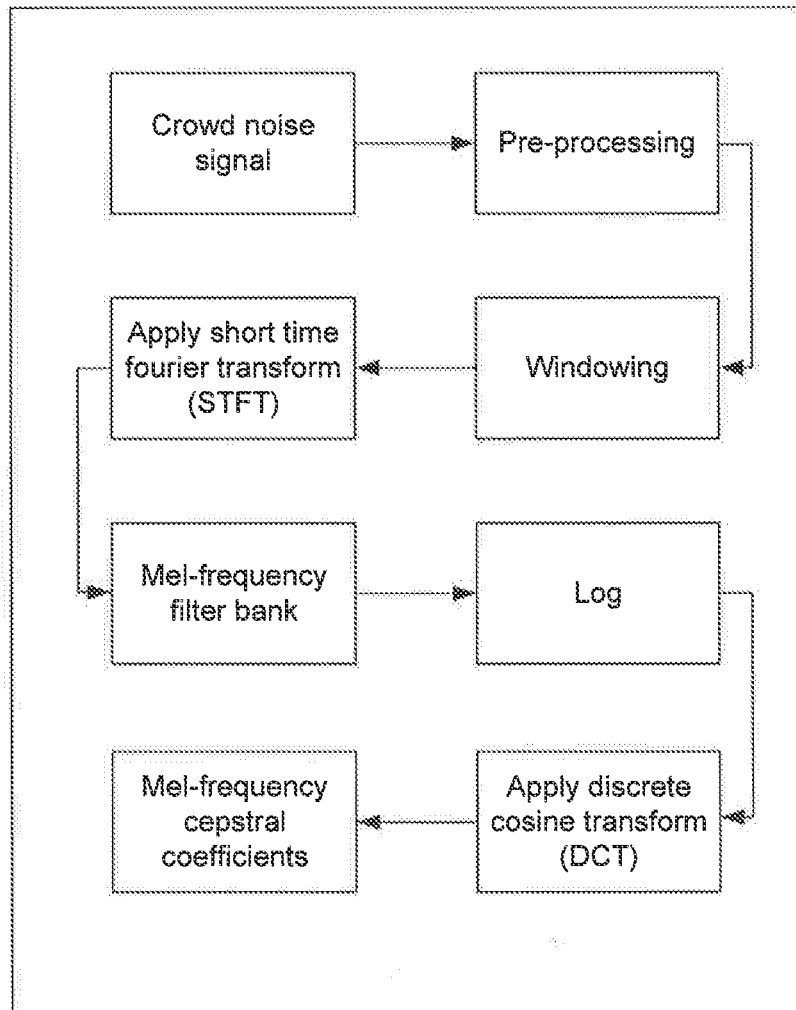 Crowd noise
signal
Pre-processing
Windowing
Apply short time
fourier transform
(STFT)
Mel-frequency
filter bank
Log
Apply discrete
cosine transform
(DCT)
Mel-frequency
cepstral
coefficients